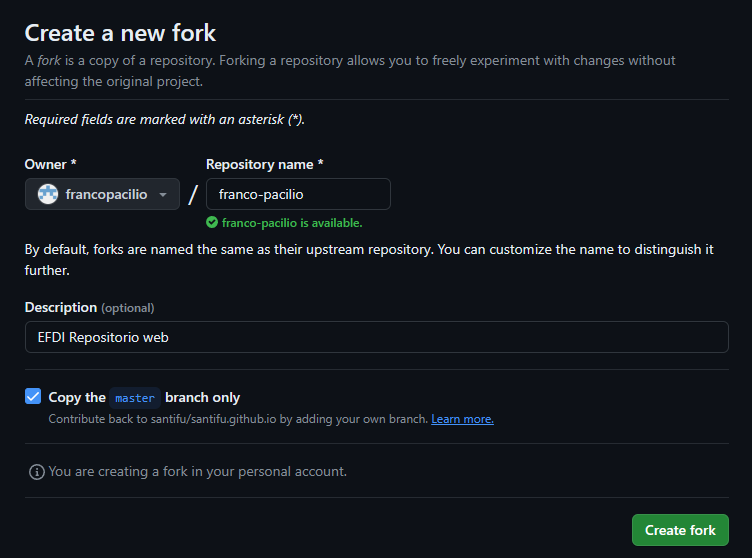 Create a new fork
A fork is a copy of a repository. Forking a repository allows you to freely experiment with changes without
affecting the original project.
Required fields are marked with an asterisk (*).
Owner *
Repository name *
francopacilio
/
franco-pacilio
franco-pacilio is available.
By default, forks are named the same as their upstream repository. You can customize the name to distinguish it
further.
Description (optional)
EFDI Repositorio web
Copy the master branch only
Contribute back to santifu/santifu.github.io by adding your own branch. Learn more.
You are creating a fork in your personal account.
Create fork